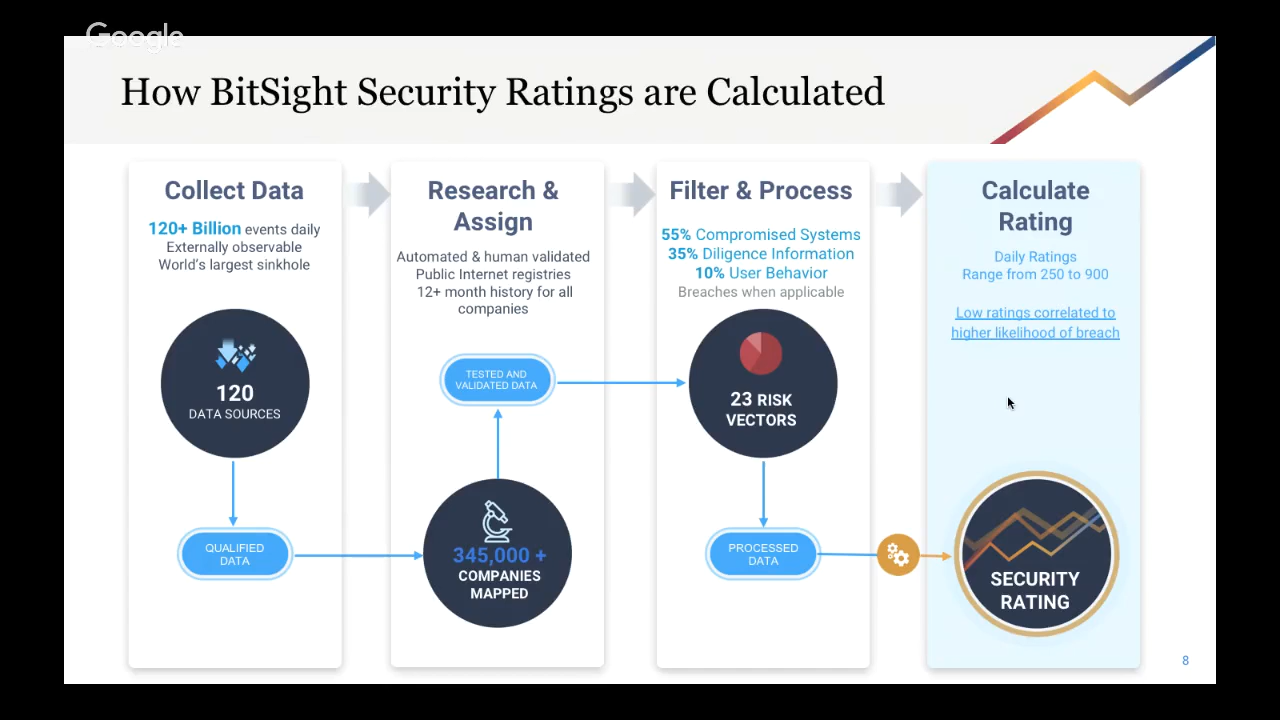 Google
How BitSight Security Ratings are Calculated
Collect Data
120+ Billion events daily
Externally observable
World's largest sinkhole
120
DATA SOURCES
QUALIFIED
DATA
Research &
Assign
Automated & human validated
Public Internet registries
12+ month history for all
companies
TESTED AND
VALIDATED DATA
345,000 +
COMPANIES
MAPPED
Filter & Process
55% Compromised Systems
35% Diligence Information
10% User Behavior
Breaches when applicable
23 RISK
VECTORS
PROCESSED
DATA
Calculate
Rating
Daily Ratings
Range from 250 to 900
Low ratings correlated to
higher likelihood of breach
SECURITY
RATING
8